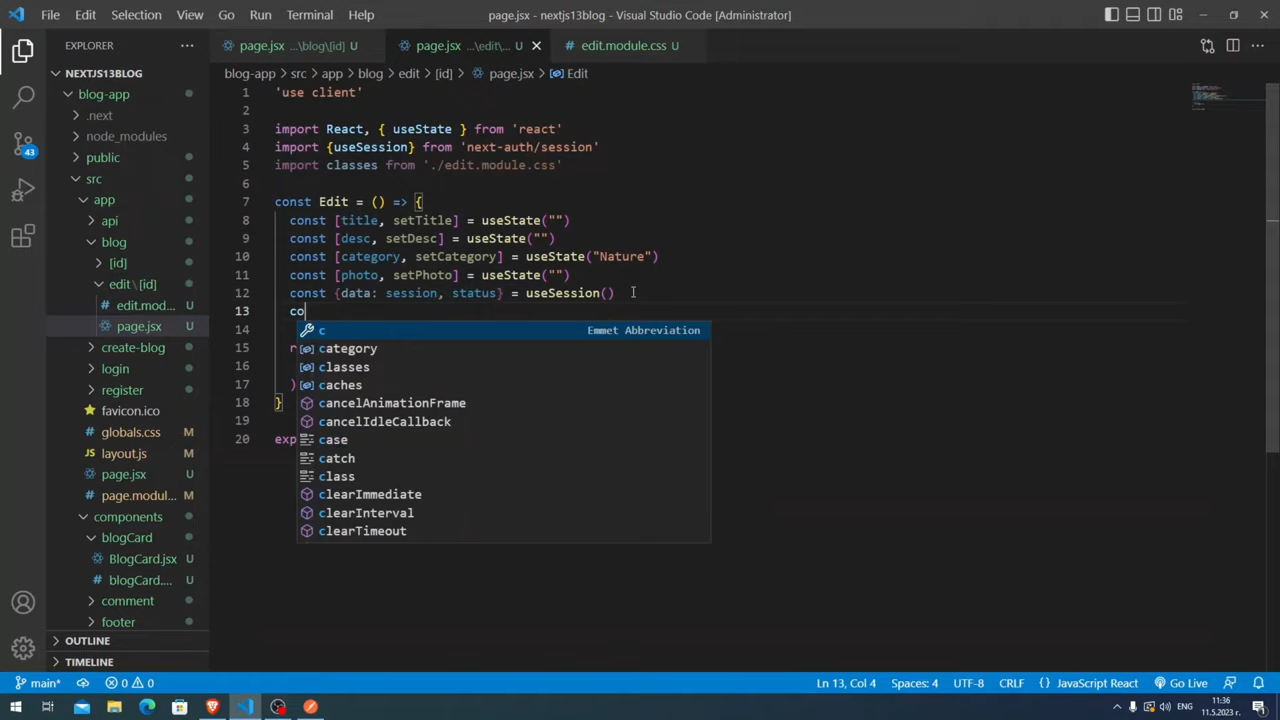 File Edit Selection View Go Run Terminal Help
page.jsx - nextjs13blog - Visual Studio Code [Administrator]
EXPLORER
page.jsx ...\blog\[id] U
page.jsx ...\edit\... U
edit.module.css U
NEXTJS13BLOG
blog-app > src > app > blog > edit > [id] > page.jsx > Edit
blog-app
.next
node_modules
public
src
app
api
blog
[id]
edit \ [id]
edit.mod... U
page.jsx U
create-blog
login
register
favicon.ico U
globals.css M
layout.js M
page.jsx U
page.modul... M
components
blogCard
BlogCard.jsx U
blogCard.... U
comment
footer
OUTLINE
TIMELINE
43
1 'use client'
2
3 import React, { useState } from 'react'
4 import {useSession} from 'next-auth/session'
5 import classes from './edit.module.css'
6
7 const Edit = () => {
8 const [title, setTitle] = useState("")
9 const [desc, setDesc] = useState("")
10 const [category, setCategory] = useState("Nature")
11 const [photo, setPhoto] = useState("")
12 const {data: session, status} = useSession()
13 co
14
15 r
16
17 )
18 }
19
20 exp
c Emmet Abbreviation
category
classes
caches
cancelAnimationFrame
cancelIdleCallback
case
catch
class
clearImmediate
clearInterval
clearTimeout
main* 0 0 Ln 13, Col 4 Spaces: 4 UTF-8 CRLF { } JavaScript React Go Live
ENG 11:36
11.5.2023 г.
1